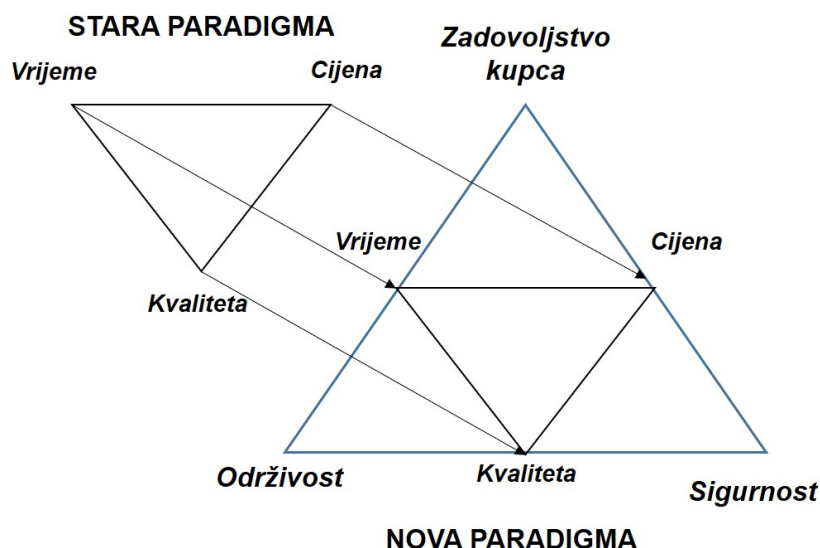 STARA PARADIGMA
Vrijeme
Cijena
Kvaliteta
Zadovoljstvo
kupca
Vrijeme
Cijena
Održivost
Kvaliteta
Sigurnost
NOVA PARADIGMA